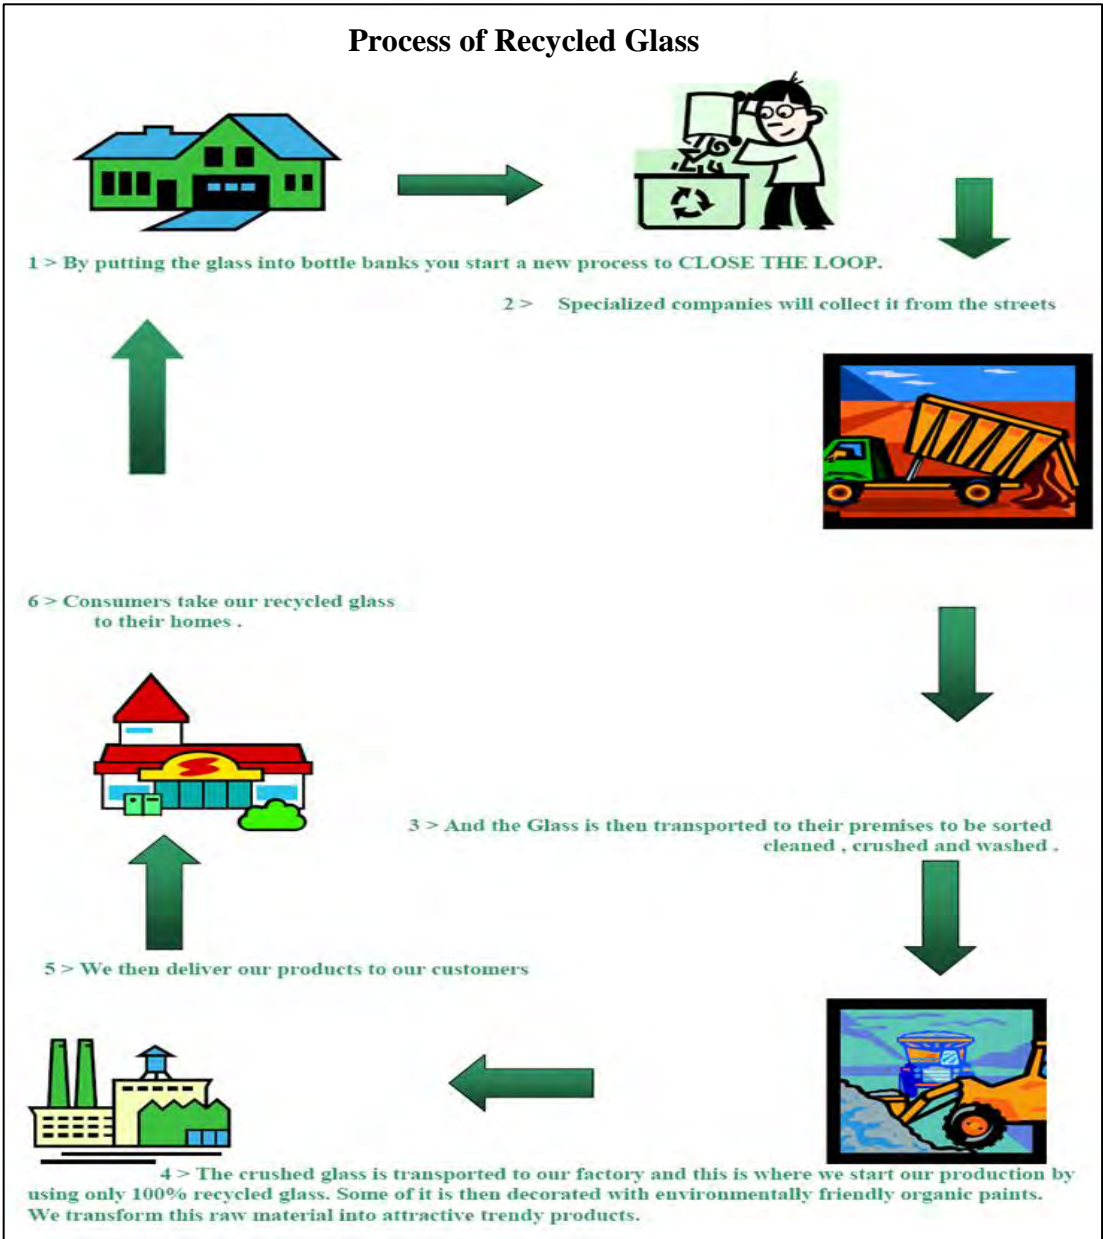 Process of Recycled Glass
1 > By putting the glass into bottle banks you start a new process to CLOSE THE LOOP.
2 > Specialized companies will collect it from the streets
6 > Consumers take our recycled glass
to their homes .
3 > And the Glass is then transported to their premises to be sorted
cleaned , crushed and washed .
5 > We then deliver our products to our customers
4 > The crushed glass is transported to our factory and this is where we start our production by
using only 100% recycled glass. Some of it is then decorated with environmentally friendly organic paints.
We transform this raw material into attractive trendy products.